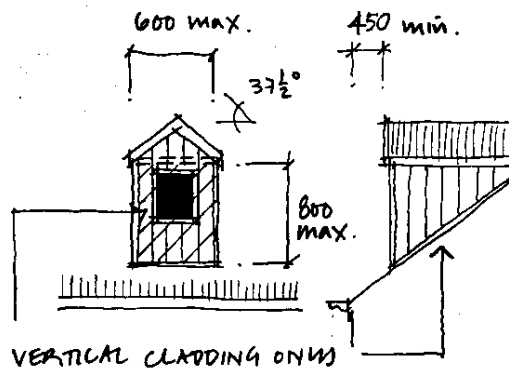 600 max.
450 min.
37½°
800
max.
VERTICAL CLADDING ONLY